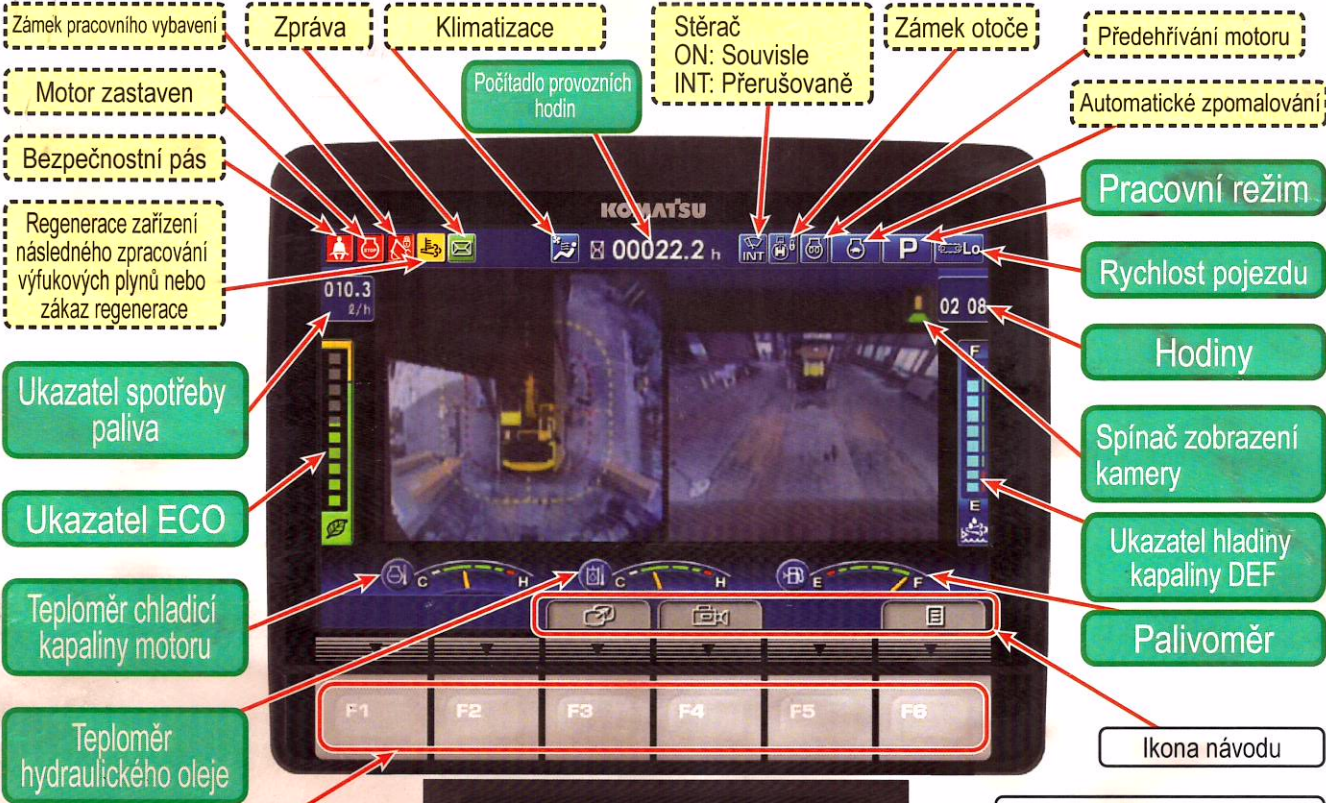 Zámek pracovního vybavení
Zpráva
Klimatizace
Stěrač
ON: Souvisle
INT: Přerušovaně
Zámek otoče
Předehřívání motoru
Motor zastaven
Počítadlo provozních
hodin
Automatické zpomalování
Bezpečnostní pás
Pracovní režim
Regenerace zařízení
následného zpracování
výfukových plynů nebo
zákaz regenerace
KOMATSU
STOP
00022.2 h
INT
P
Lo
Rychlost pojezdu
010.3
ℓ/h
02 08
Hodiny
F
Ukazatel spotřeby
paliva
Spínač zobrazení
kamery
E
Ukazatel ECO
Ukazatel hladiny
kapaliny DEF
C H
C H
E F
Teploměr chladicí
kapaliny motoru
Palivoměr
F1 F2 F3 F4 F5 F6
Teploměr
hydraulického oleje
Ikona návodu